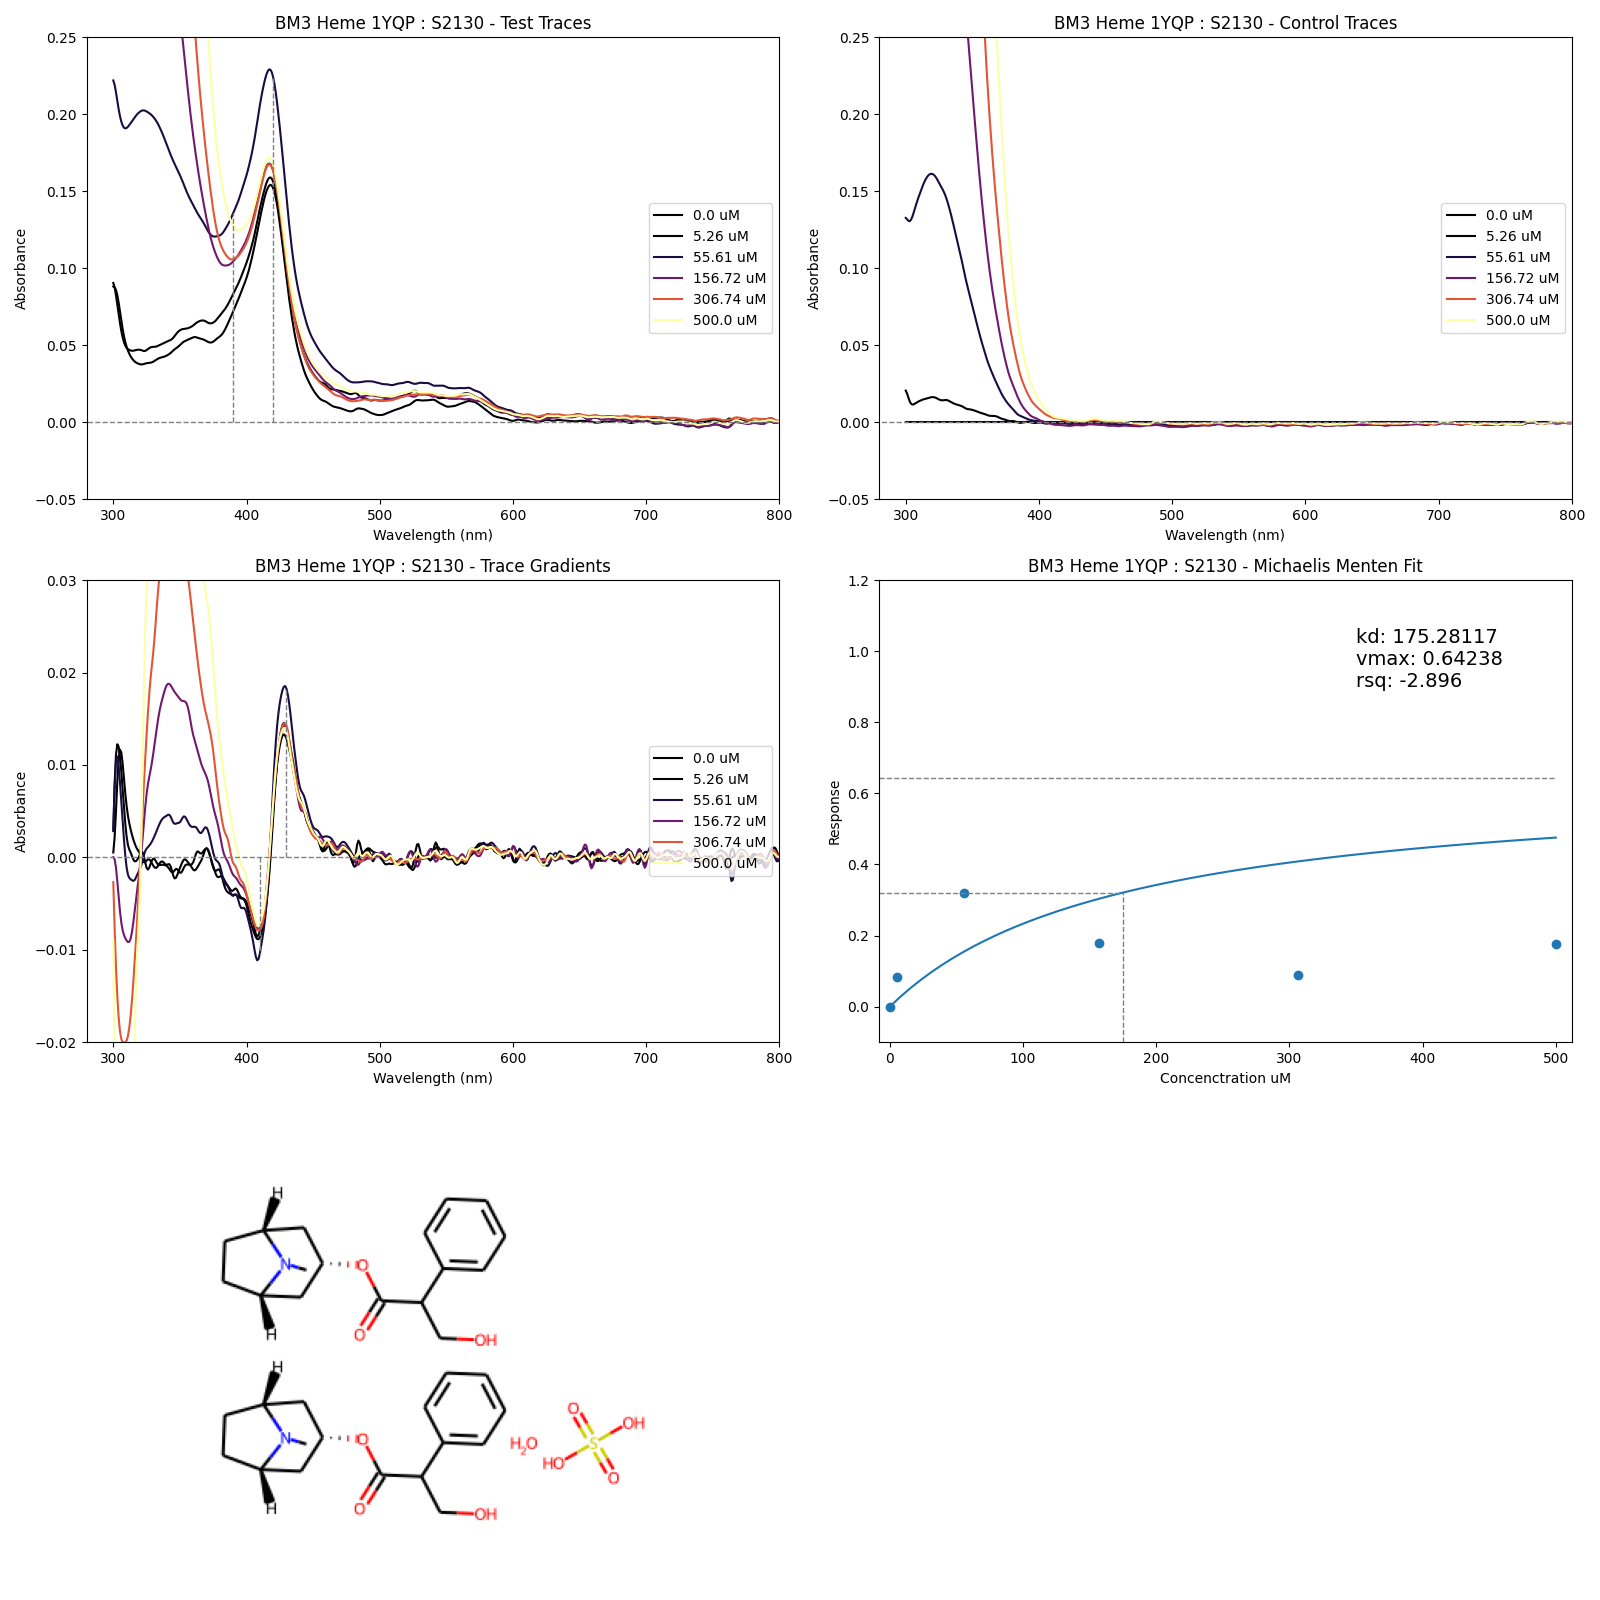 BM3 Heme 1YQP : S2130 - Test Traces
0.25
0.20
0.15
0.10
0.05
0.00
−0.05
Absorbance
300
400
500
600
700
800
Wavelength (nm)
0.0 uM
5.26 uM
55.61 uM
156.72 uM
306.74 uM
500.0 uM
BM3 Heme 1YQP : S2130 - Control Traces
0.25
0.20
0.15
0.10
0.05
0.00
−0.05
Absorbance
300
400
500
600
700
800
Wavelength (nm)
0.0 uM
5.26 uM
55.61 uM
156.72 uM
306.74 uM
500.0 uM
BM3 Heme 1YQP : S2130 - Trace Gradients
0.03
0.02
0.01
0.00
−0.01
−0.02
Absorbance
300
400
500
600
700
800
Wavelength (nm)
0.0 uM
5.26 uM
55.61 uM
156.72 uM
306.74 uM
500.0 uM
BM3 Heme 1YQP : S2130 - Michaelis Menten Fit
1.2
1.0
0.8
0.6
0.4
0.2
0.0
Response
kd: 175.28117
vmax: 0.64238
rsq: -2.896
0
100
200
300
400
500
Concenctration uM
H
N
O
O
H
OH
H
N
O
O
H
OH
H2O
O
OH
S
HO
O